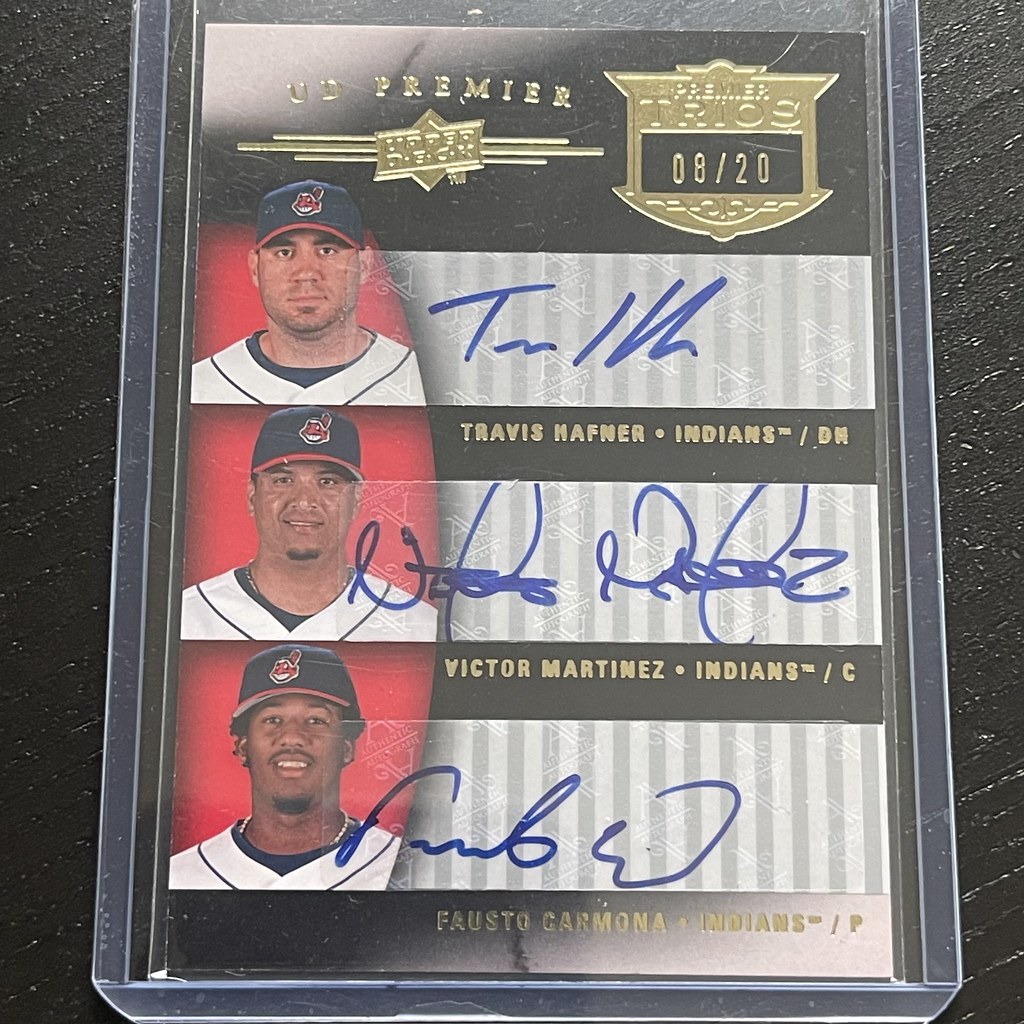 UD PREMIER
UPPER DECK
PREMIER
TRIOS
08/20
TRAVIS HAFNER • INDIANS™ / DH
VICTOR MARTINEZ • INDIANS™ / C
FAUSTO CARMONA • INDIANS™ / P